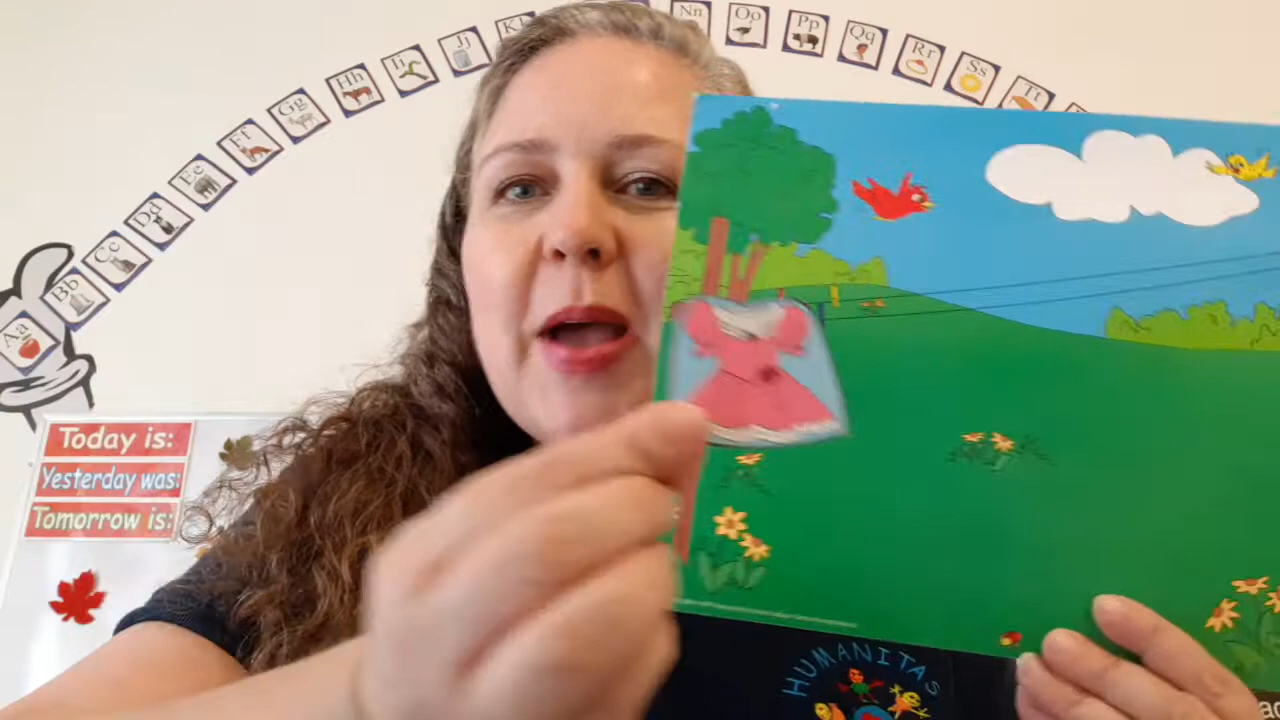 Aa
Bb
Cc
Dd
Ee
Ff
Gg
Hh
Ii
Jj
Nn
Oo
Pp
Qq
Rr
Ss
Tt
Today is:
Yesterday was:
Tomorrow is:
HUMANITAS